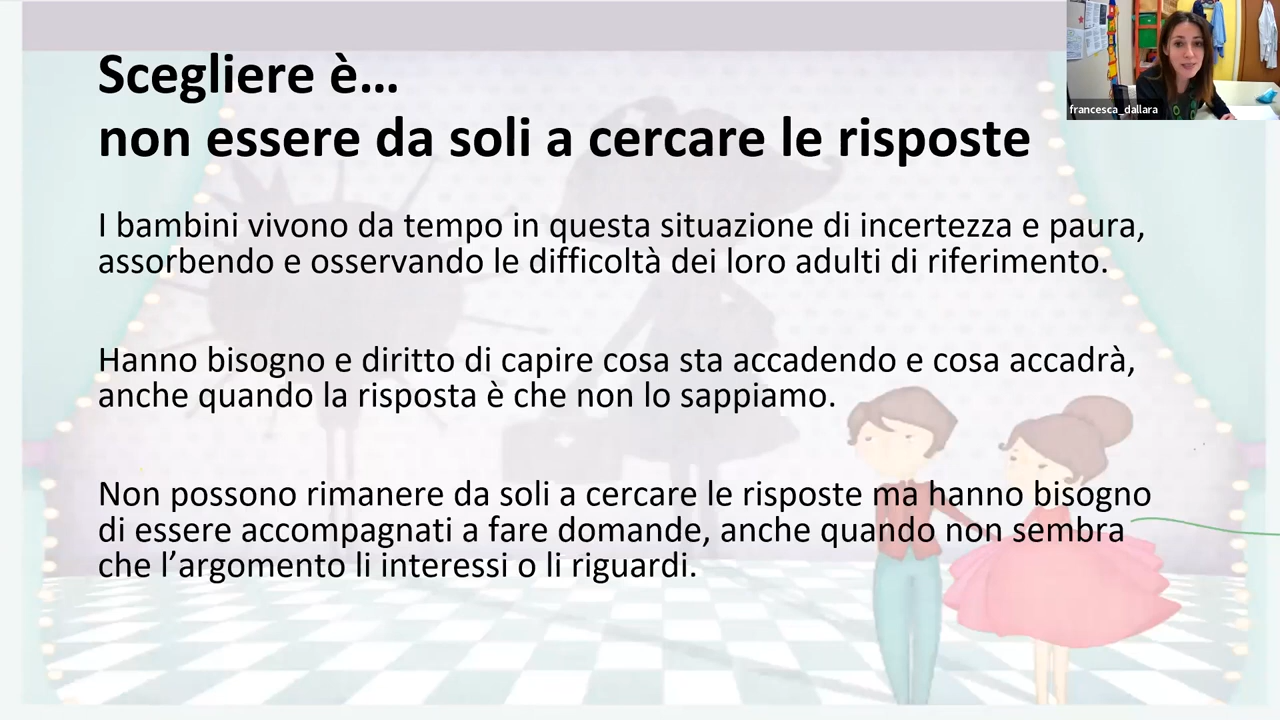 Scegliere è…
non essere da soli a cercare le risposte
francesca_dallara
I bambini vivono da tempo in questa situazione di incertezza e paura,
assorbendo e osservando le difficoltà dei loro adulti di riferimento.
Hanno bisogno e diritto di capire cosa sta accadendo e cosa accadrà,
anche quando la risposta è che non lo sappiamo.
Non possono rimanere da soli a cercare le risposte ma hanno bisogno
di essere accompagnati a fare domande, anche quando non sembra
che l’argomento li interessi o li riguardi.